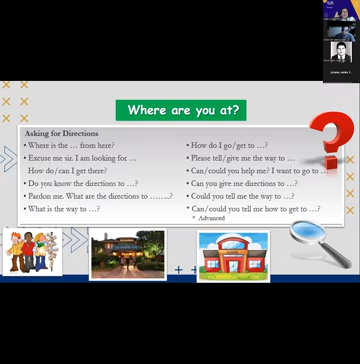 Where are you at?
Asking for Directions
• Where is the … from here?
• Excuse me sir. I am looking for …
How do/can I get there?
• Do you know the directions to …?
• Pardon me. What are the directions to ……..?
• What is the way to …?
• How do I go/get to …?
• Please tell/give me the way to …
• Can/could you help me? I want to go to …
• Can you give me directions to …?
• Could you tell me the way to …?
* Can/could you tell me how to get to …?
* Advanced